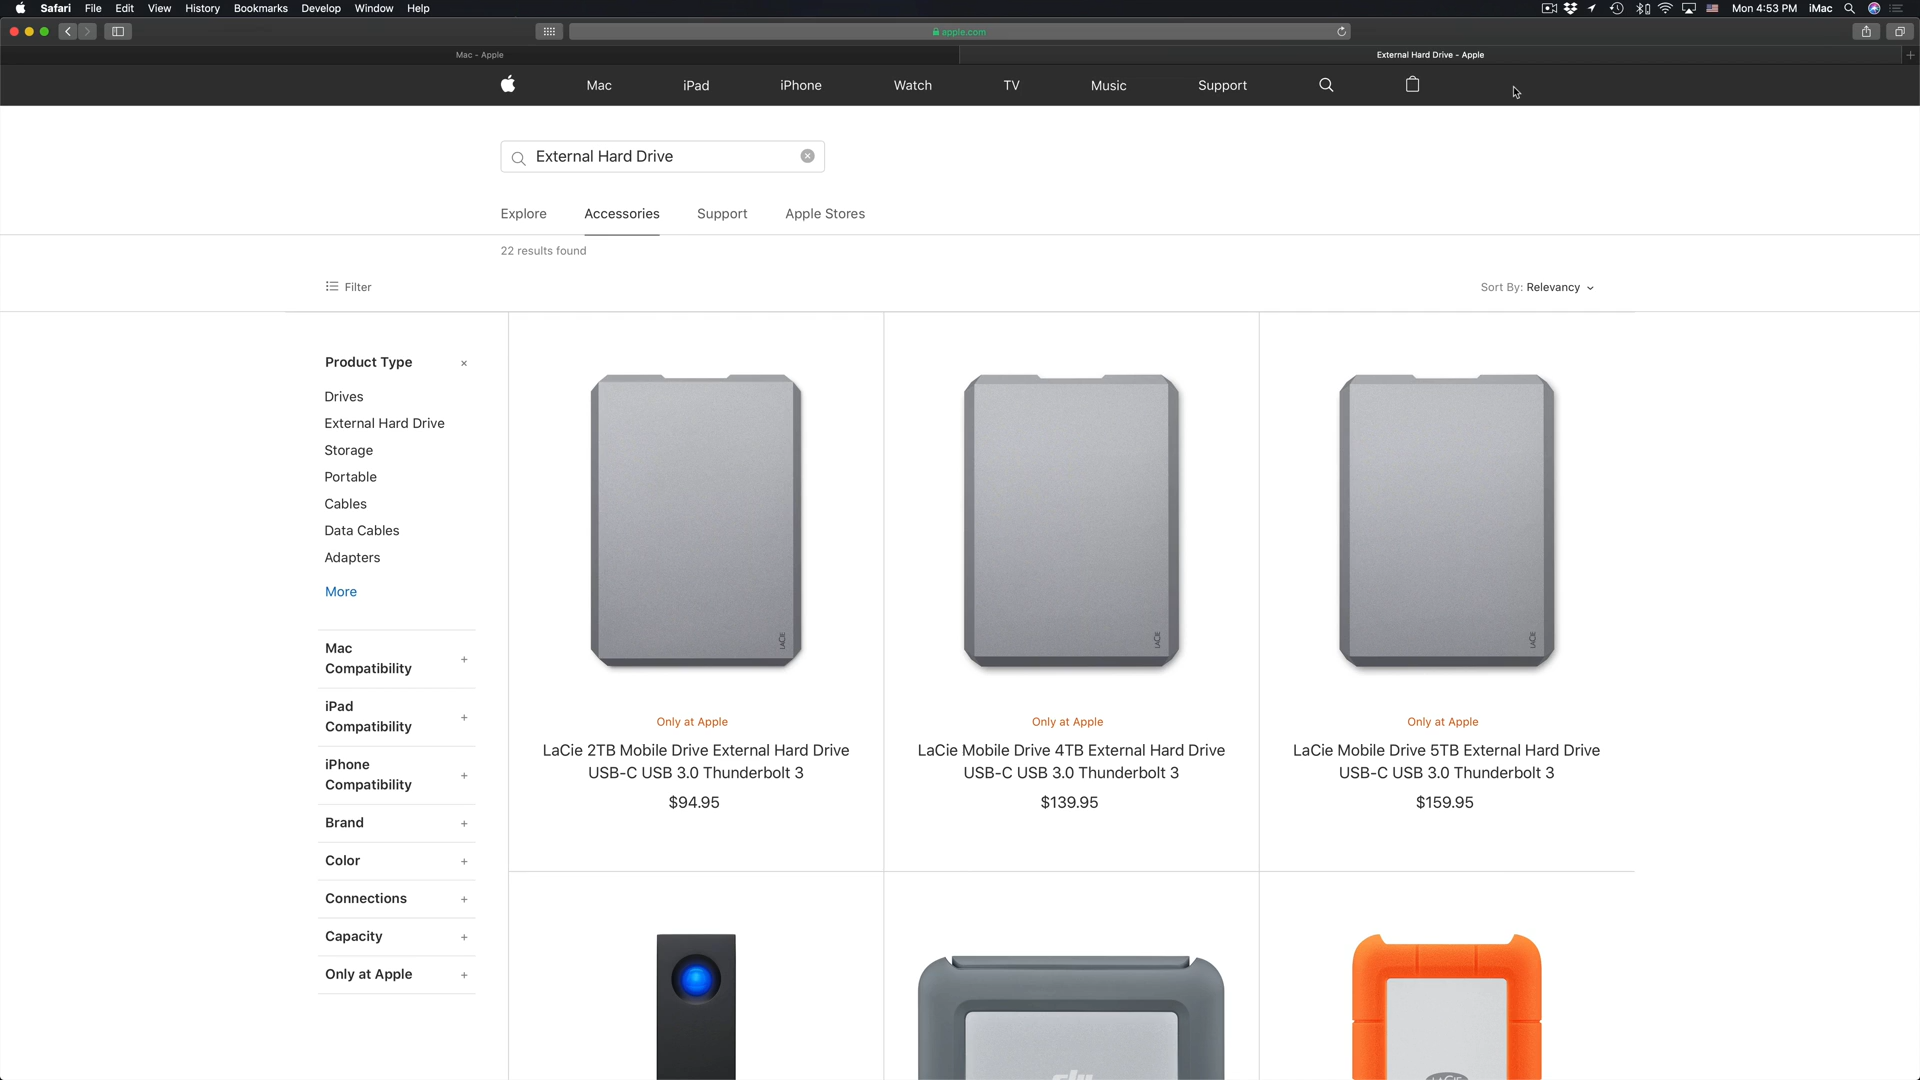 Safari File Edit View History Bookmarks Develop Window Help Mon 4:53 PM iMac
apple.com
Mac - Apple External Hard Drive - Apple
Mac iPad iPhone Watch TV Music Support
External Hard Drive
Explore Accessories Support Apple Stores
22 results found
Filter Sort By: Relevancy
Product Type
Drives
External Hard Drive
Storage
Portable
Cables
Data Cables
Adapters
More
Mac
Compatibility
iPad
Compatibility
iPhone
Compatibility
Brand
Color
Connections
Capacity
Only at Apple
LaCie
Only at Apple
LaCie 2TB Mobile Drive External Hard Drive
USB-C USB 3.0 Thunderbolt 3
$94.95
LaCie
Only at Apple
LaCie Mobile Drive 4TB External Hard Drive
USB-C USB 3.0 Thunderbolt 3
$139.95
LaCie
Only at Apple
LaCie Mobile Drive 5TB External Hard Drive
USB-C USB 3.0 Thunderbolt 3
$159.95
dji
LaCie